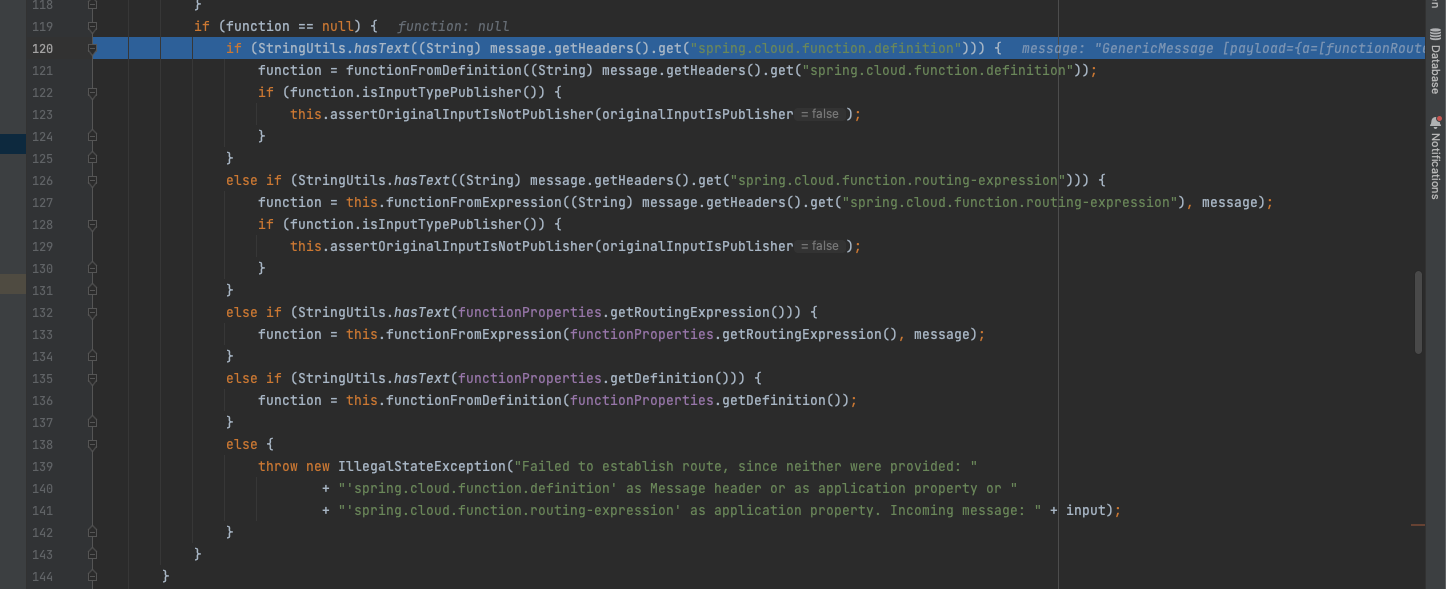 118 }
119 if (function == null) { function: null
120 if (StringUtils.hasText((String) message.getHeaders().get("spring.cloud.function.definition"))) { message: "GenericMessage [payload={a=[functionRoute
121 function = functionFromDefinition((String) message.getHeaders().get("spring.cloud.function.definition"));
122 if (function.isInputTypePublisher()) {
123 this.assertOriginalInputIsNotPublisher(originalInputIsPublisher = false );
124 }
125 }
126 else if (StringUtils.hasText((String) message.getHeaders().get("spring.cloud.function.routing-expression"))) {
127 function = this.functionFromExpression((String) message.getHeaders().get("spring.cloud.function.routing-expression"), message);
128 if (function.isInputTypePublisher()) {
129 this.assertOriginalInputIsNotPublisher(originalInputIsPublisher = false );
130 }
131 }
132 else if (StringUtils.hasText(functionProperties.getRoutingExpression())) {
133 function = this.functionFromExpression(functionProperties.getRoutingExpression(), message);
134 }
135 else if (StringUtils.hasText(functionProperties.getDefinition())) {
136 function = this.functionFromDefinition(functionProperties.getDefinition());
137 }
138 else {
139 throw new IllegalStateException("Failed to establish route, since neither were provided: "
140 + "'spring.cloud.function.definition' as Message header or as application property or "
141 + "'spring.cloud.function.routing-expression' as application property. Incoming message: " + input);
142 }
143 }
144 }
Database
Notifications